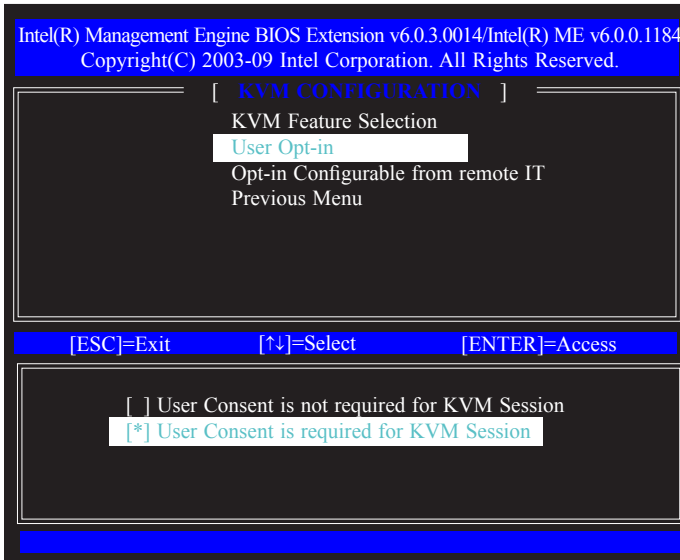 Intel(R) Management Engine BIOS Extension v6.0.3.0014/Intel(R) ME v6.0.0.1184
Copyright(C) 2003-09 Intel Corporation. All Rights Reserved.
[ KVM CONFIGURATION ]
KVM Feature Selection
User Opt-in
Opt-in Configurable from remote IT
Previous Menu
[ESC]=Exit [↑↓]=Select [ENTER]=Access
[ ] User Consent is not required for KVM Session
[*] User Consent is required for KVM Session